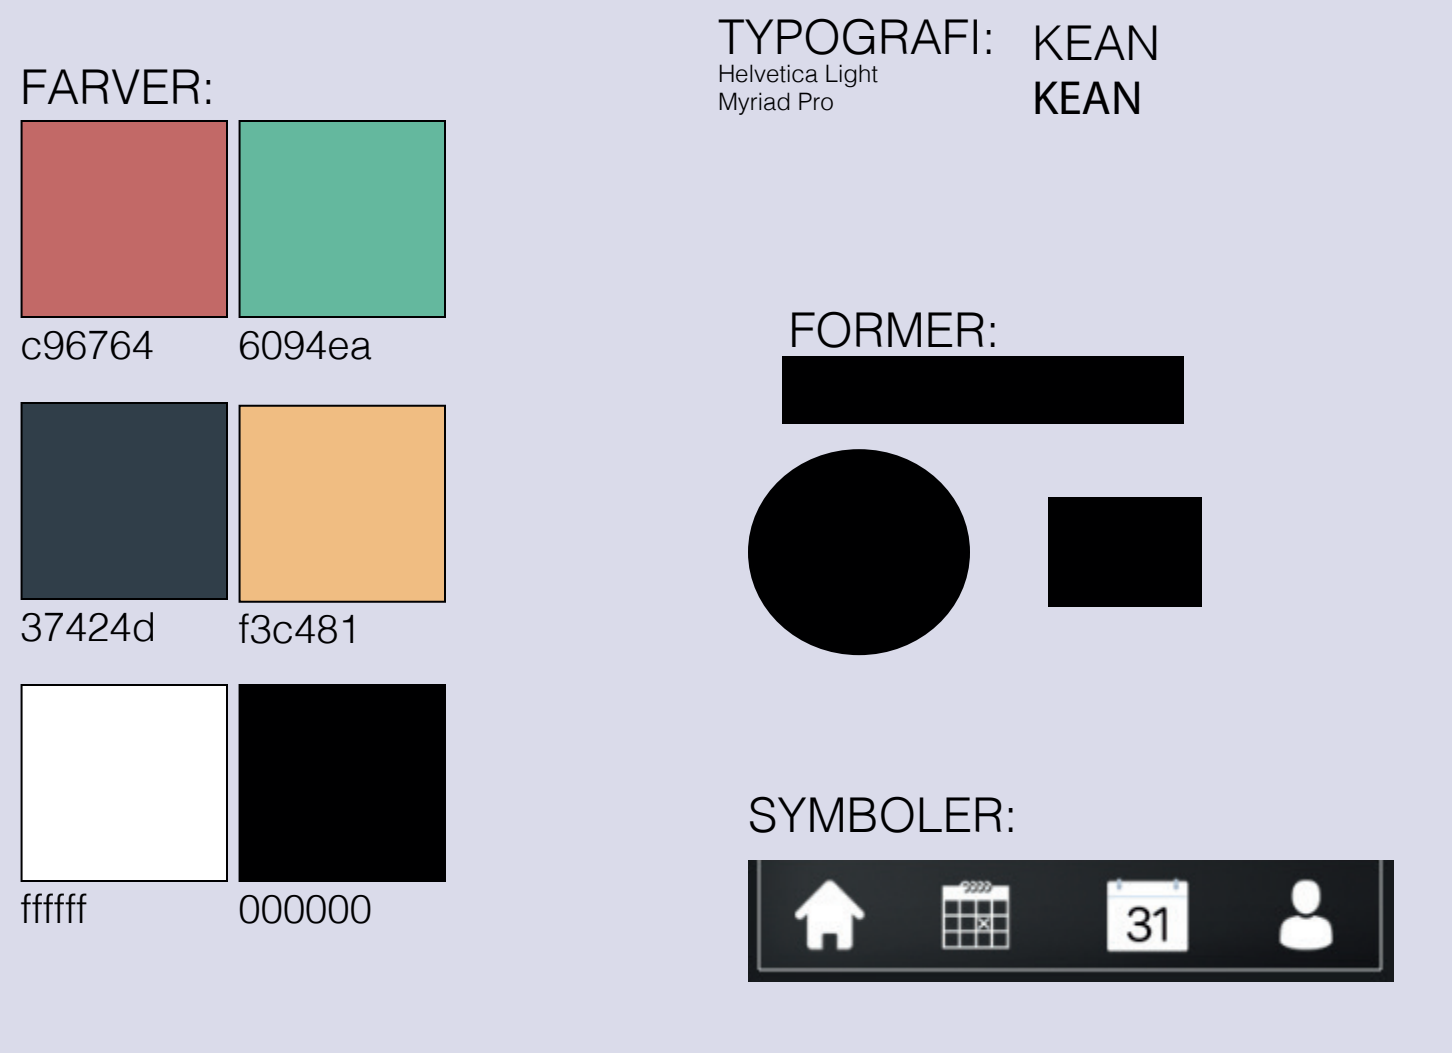 FARVER:
c96764
6094ea
37424d
f3c481
ffffff
000000
TYPOGRAFI:
Helvetica Light
Myriad Pro
KEAN
KEAN
FORMER:
SYMBOLER:
31